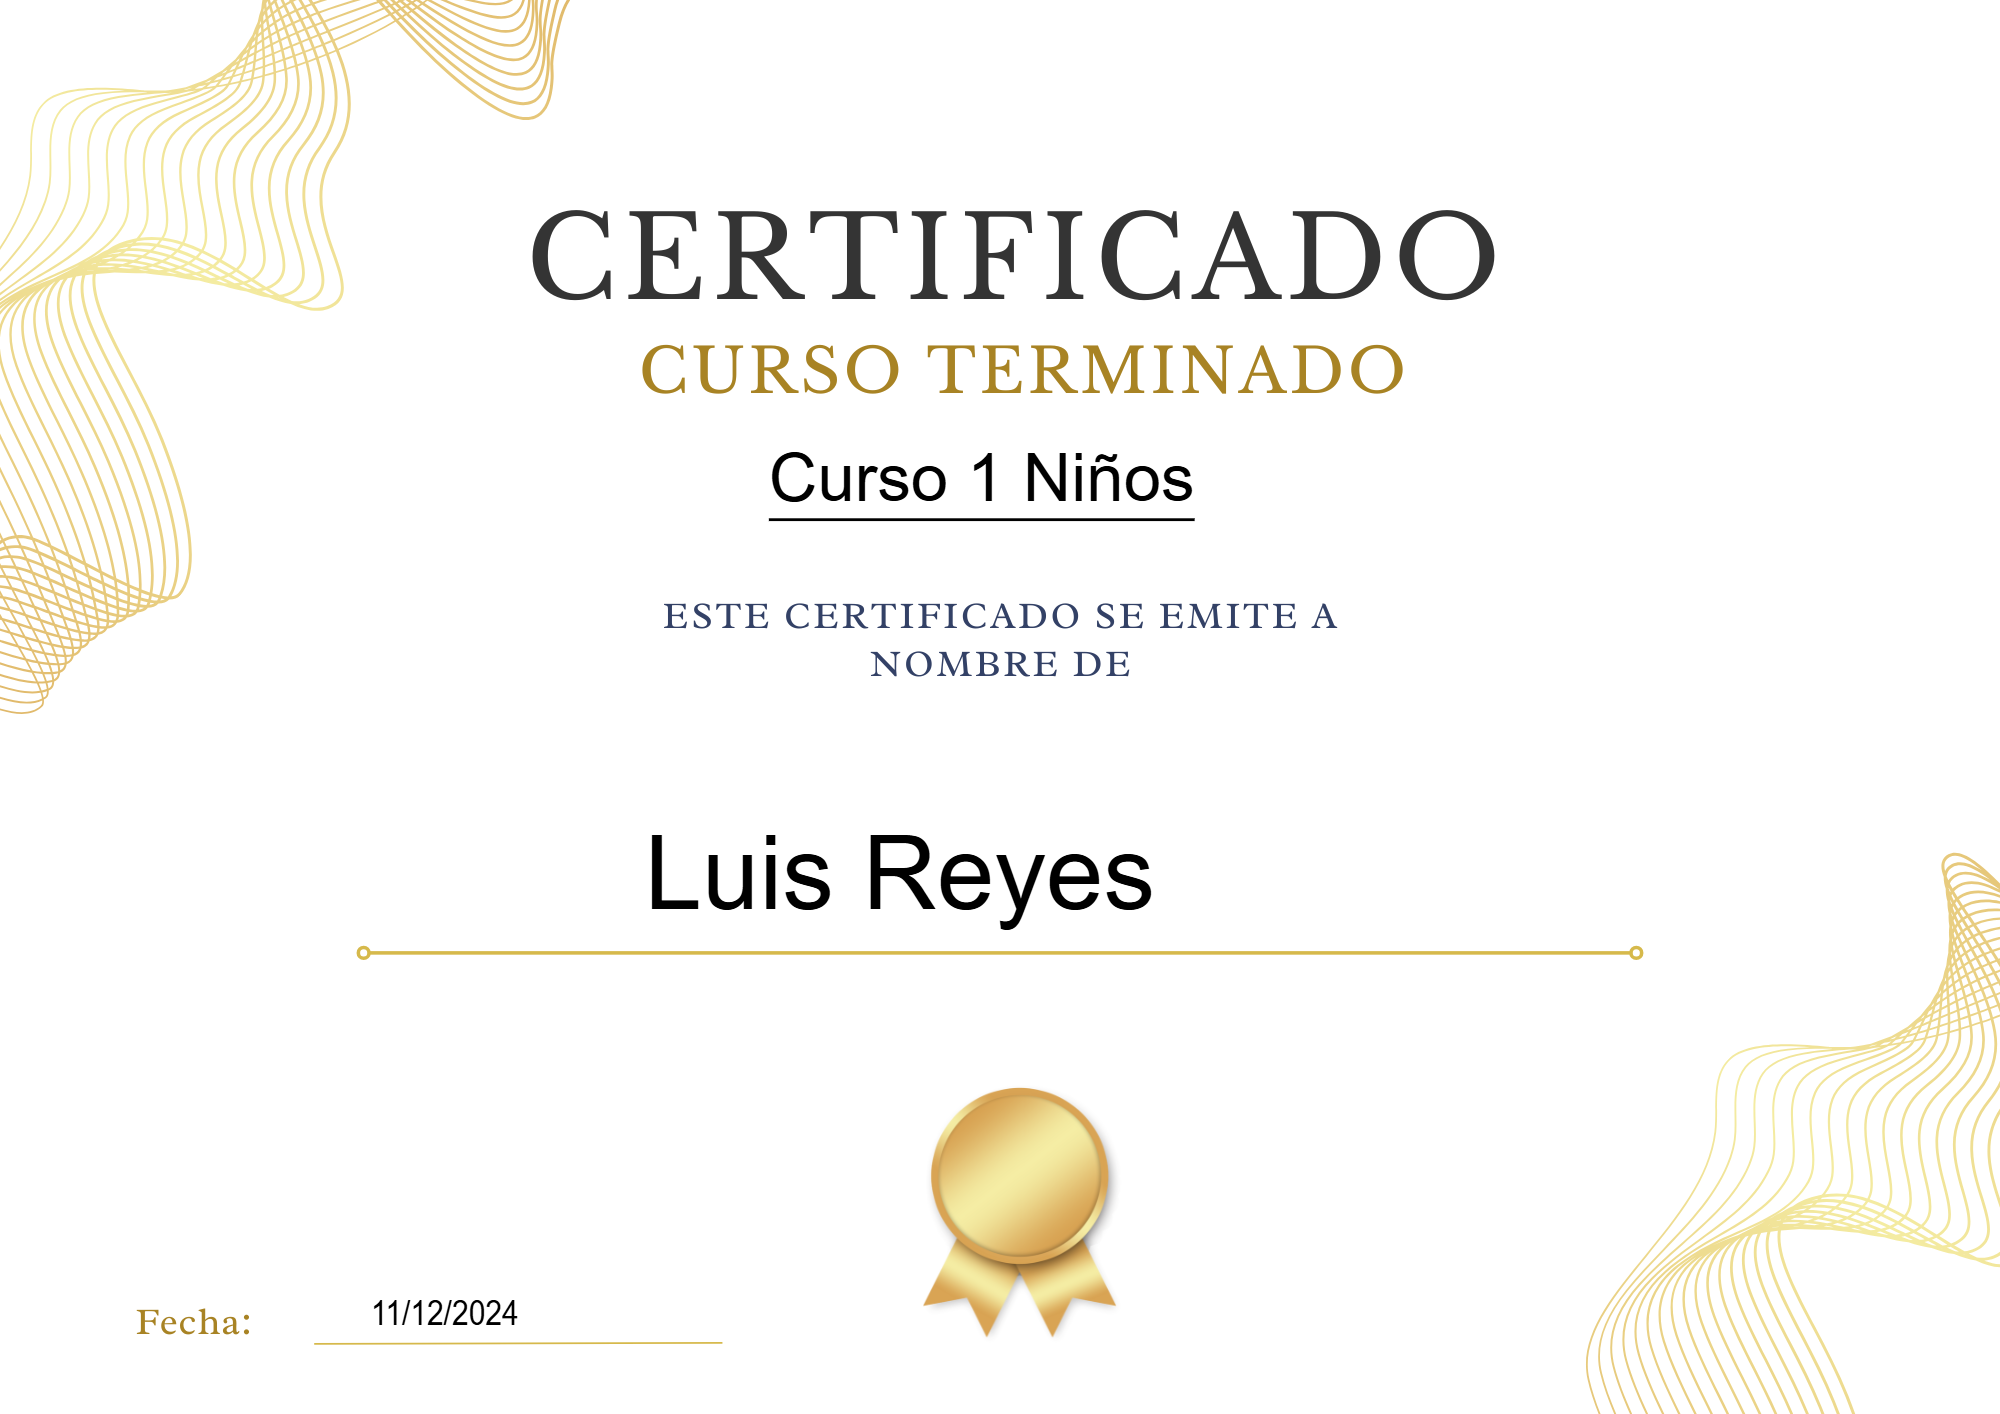 CERTIFICADO
CURSO TERMINADO
Curso 1 Niños
ESTE CERTIFICADO SE EMITE A
NOMBRE DE
Luis Reyes
Fecha: 11/12/2024